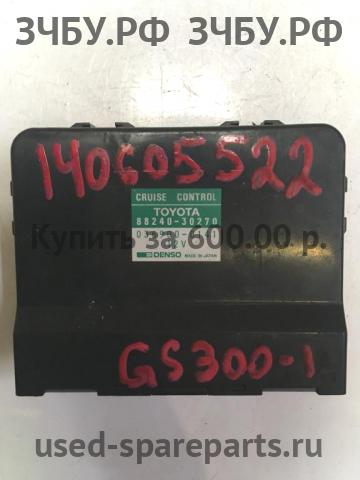 ЗЧБУ.РФ ЗЧБУ.РФ
140605522
CRUISE CONTROL
TOYOTA
88240-30270
Купить за 600.00 р.
12V
DENSO MADE IN JAPAN
GS300-1
used-spareparts.ru